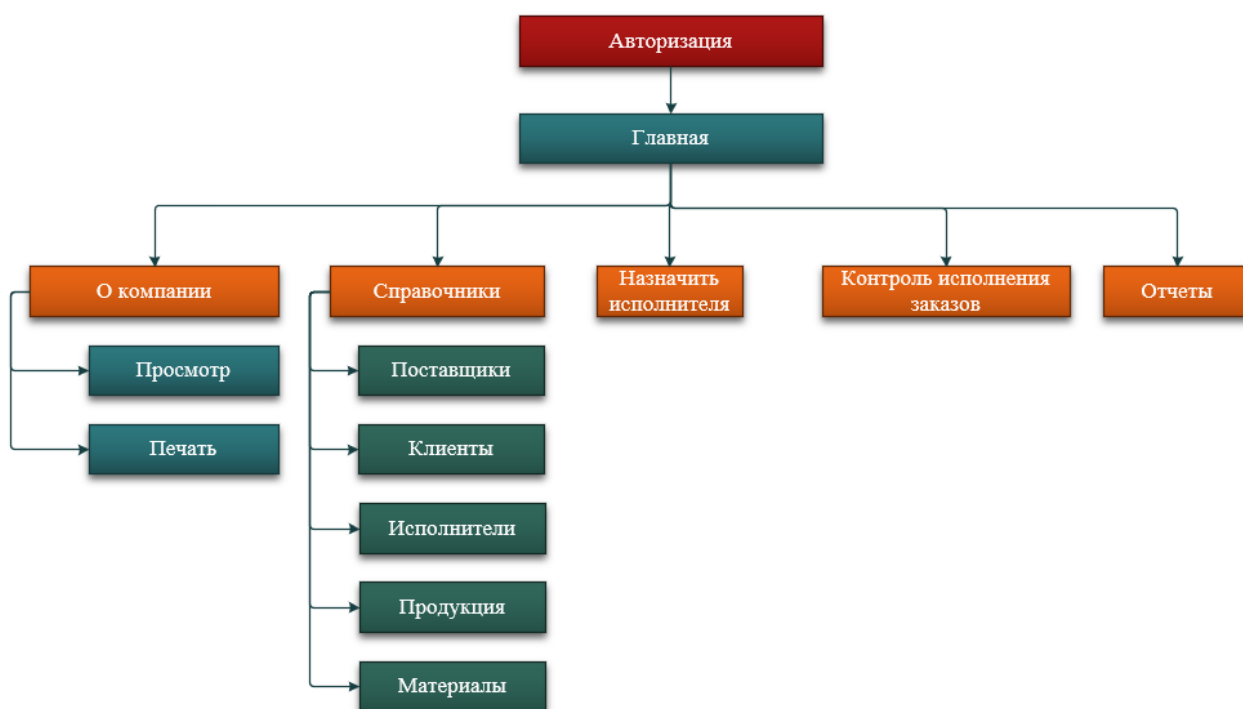 Авторизация
Главная
О компании
Справочники
Назначить
исполнителя
Контроль исполнения
заказов
Отчеты
Просмотр
Печать
Поставщики
Клиенты
Исполнители
Продукция
Материалы